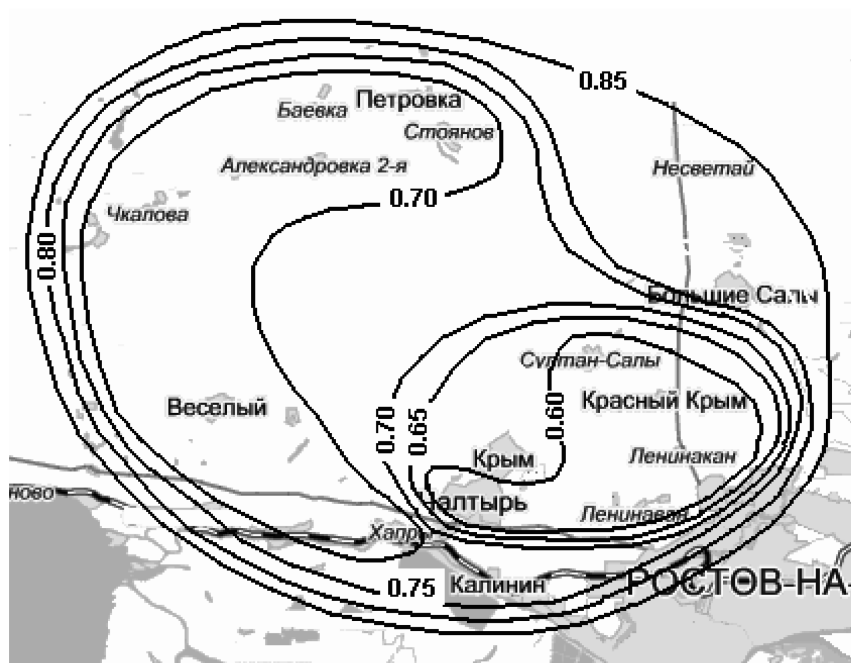 0.85
Петровка
Баевка
Стоянов
Александровка 2-я
Несветай
0.70
Чкалова
0.80
Большие Салы
Султан-Салы
Веселый
Красный Крым
0.70
0.65
0.60
Крым
Ленинакан
ново
Чалтырь
Ленинаван
Хапры
0.75
Калинин
РОСТОВ-НА-